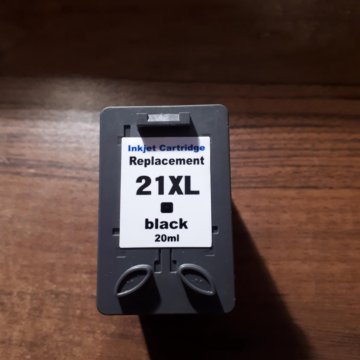 Inkjet Cartridge
Replacement
21XL
black
20ml